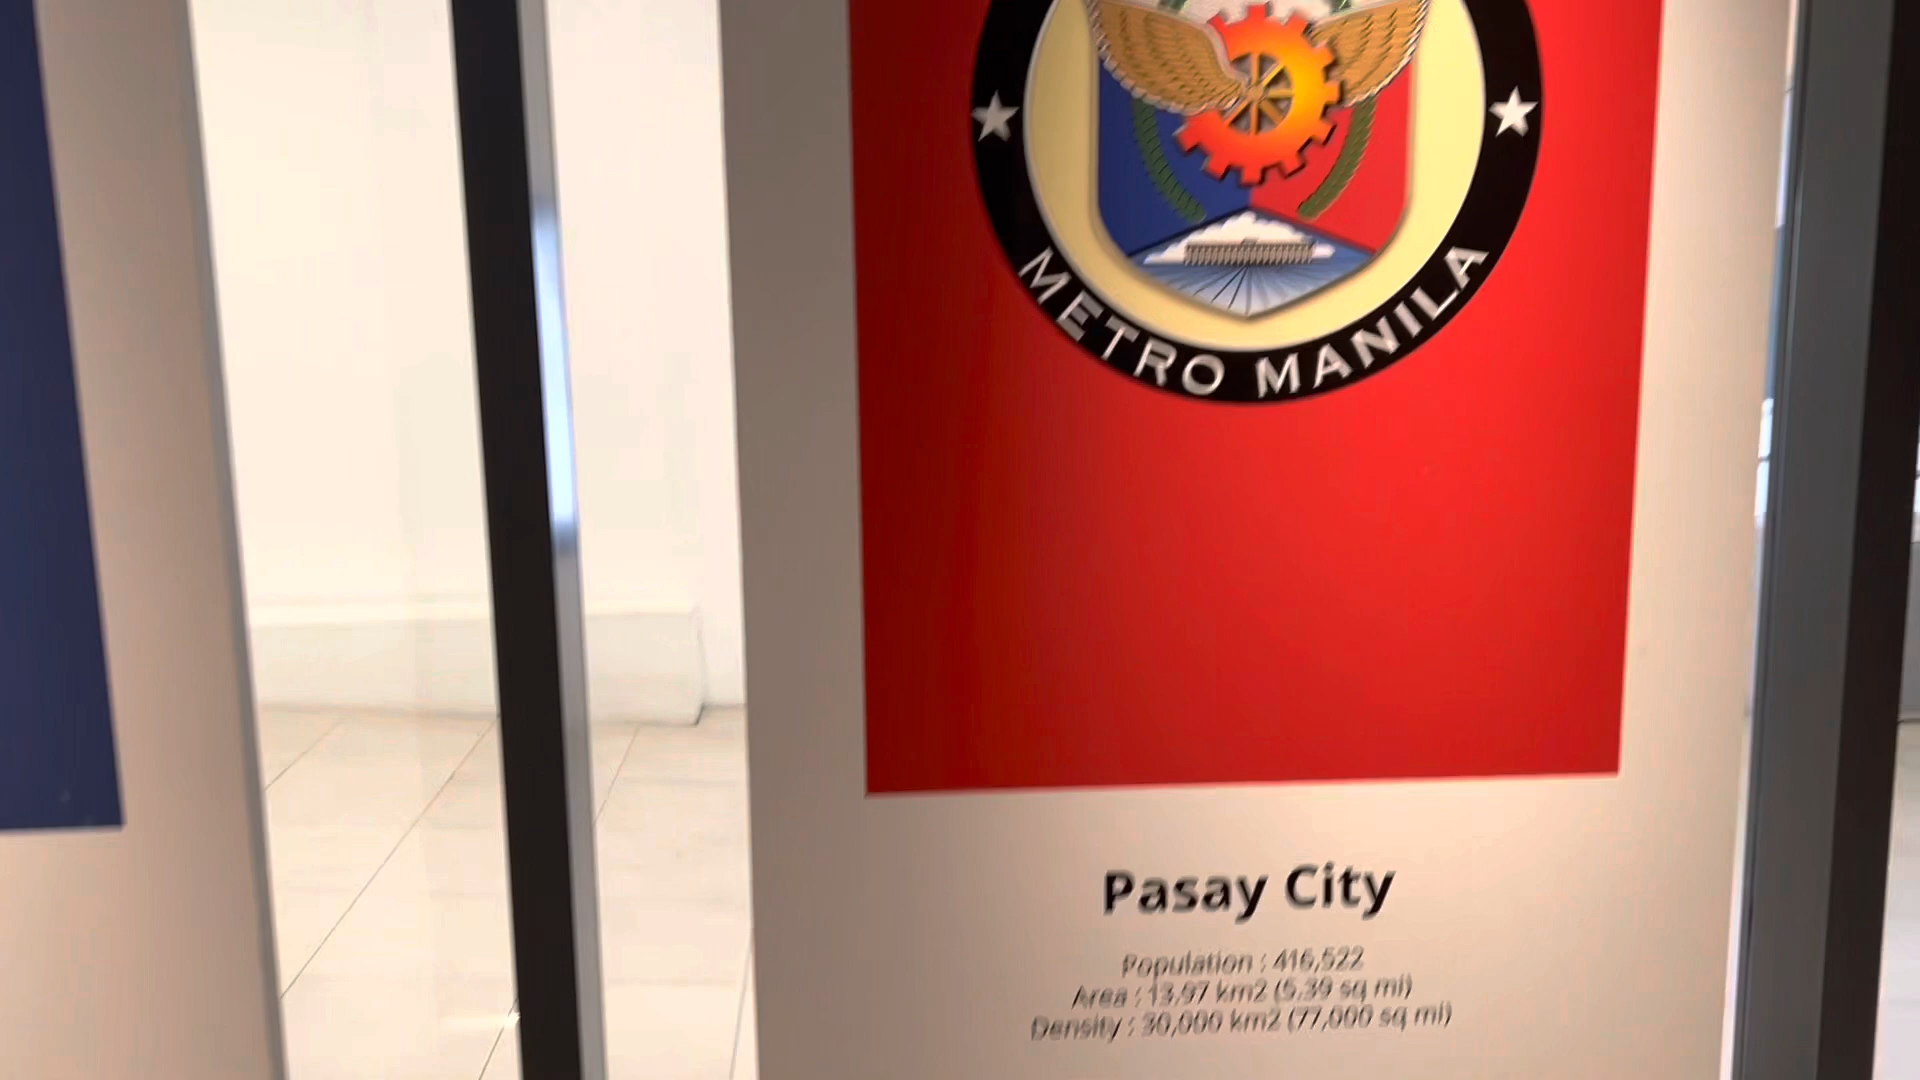 METRO MANILA
Pasay City
Population : 416,522
Area : 13.97 km2 (5.39 sq mi)
Density : 30,000 km2 (77,000 sq mi)